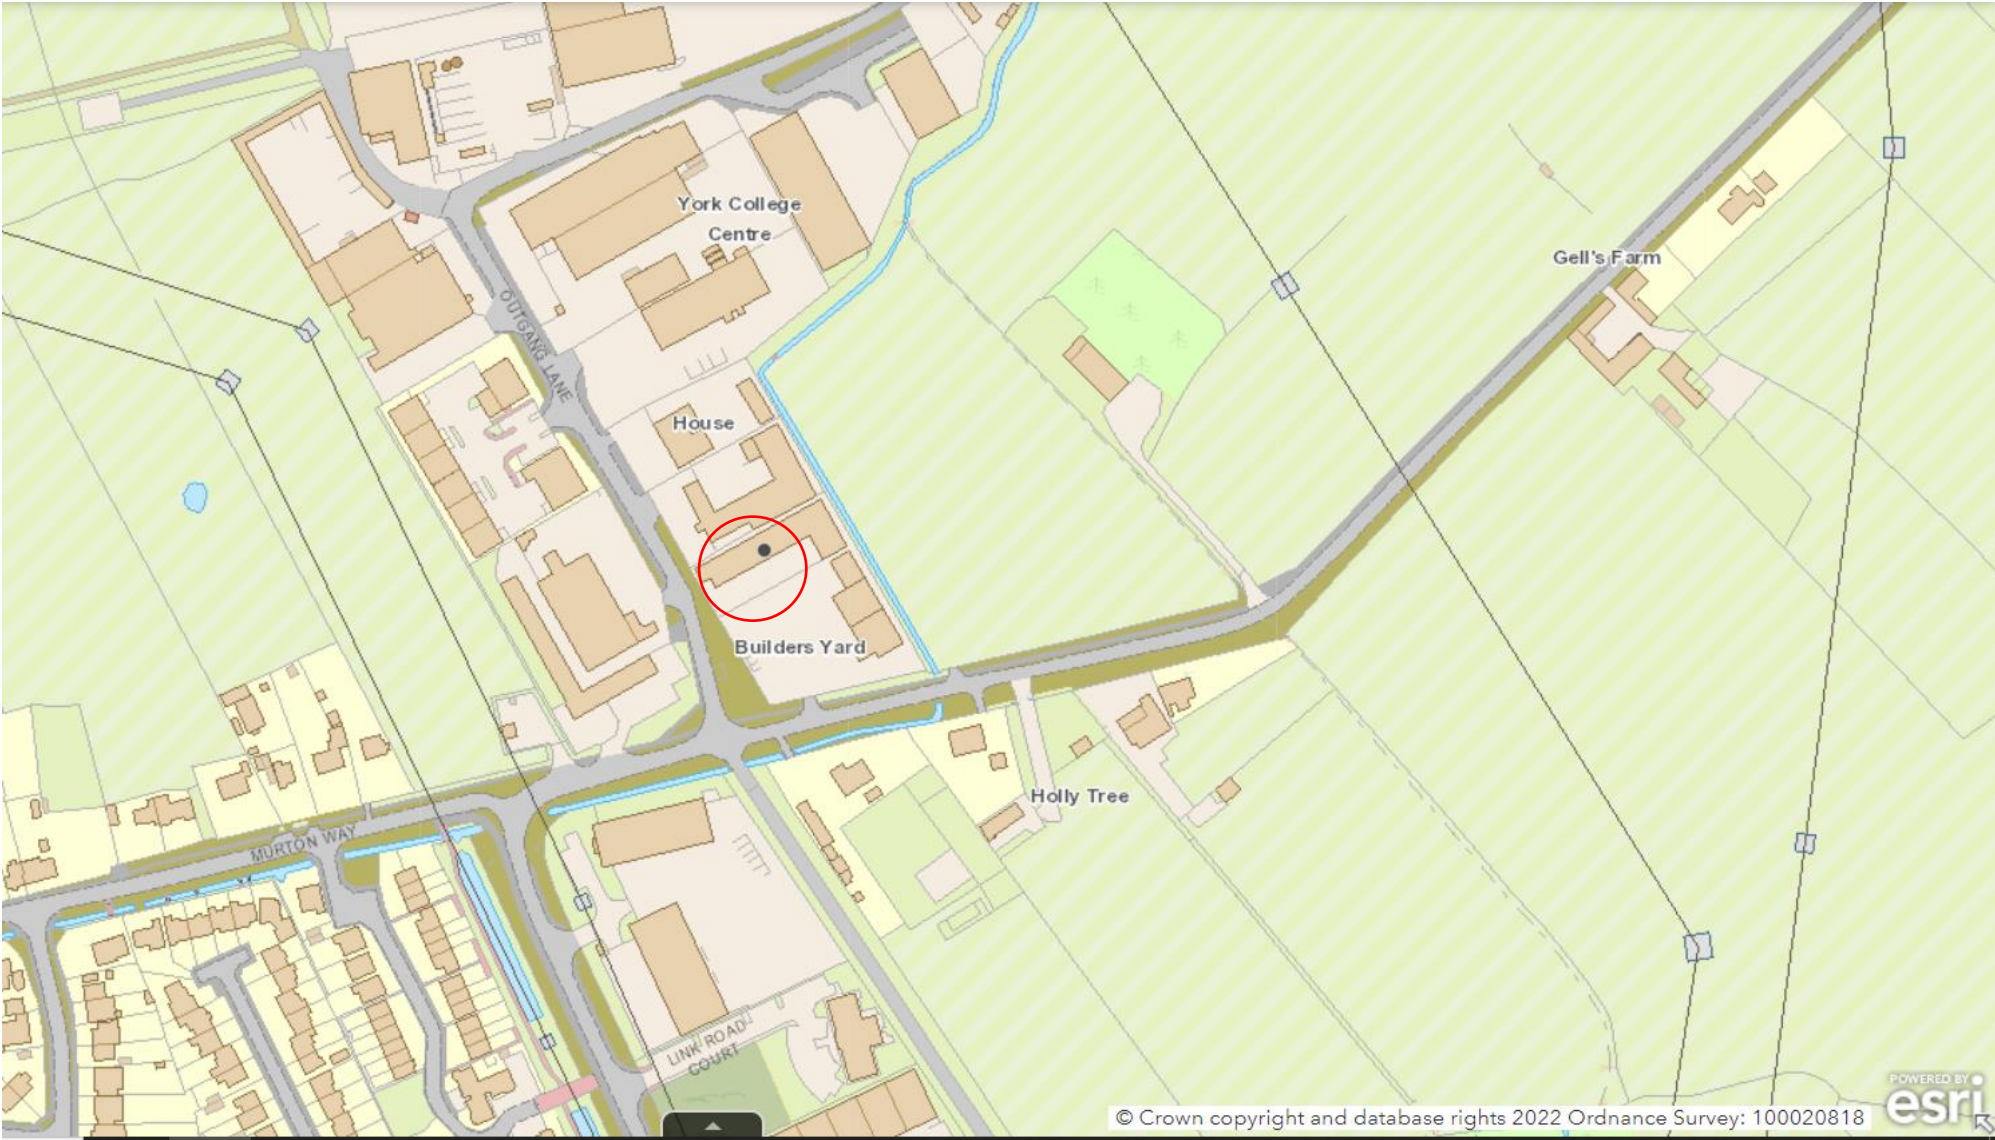 York College
Centre
Gell's Farm
OUTGANG LANE
House
Builders Yard
Holly Tree
MURTON WAY
LINK ROAD
COURT
POWERED BY
esri
© Crown copyright and database rights 2022 Ordnance Survey: 100020818